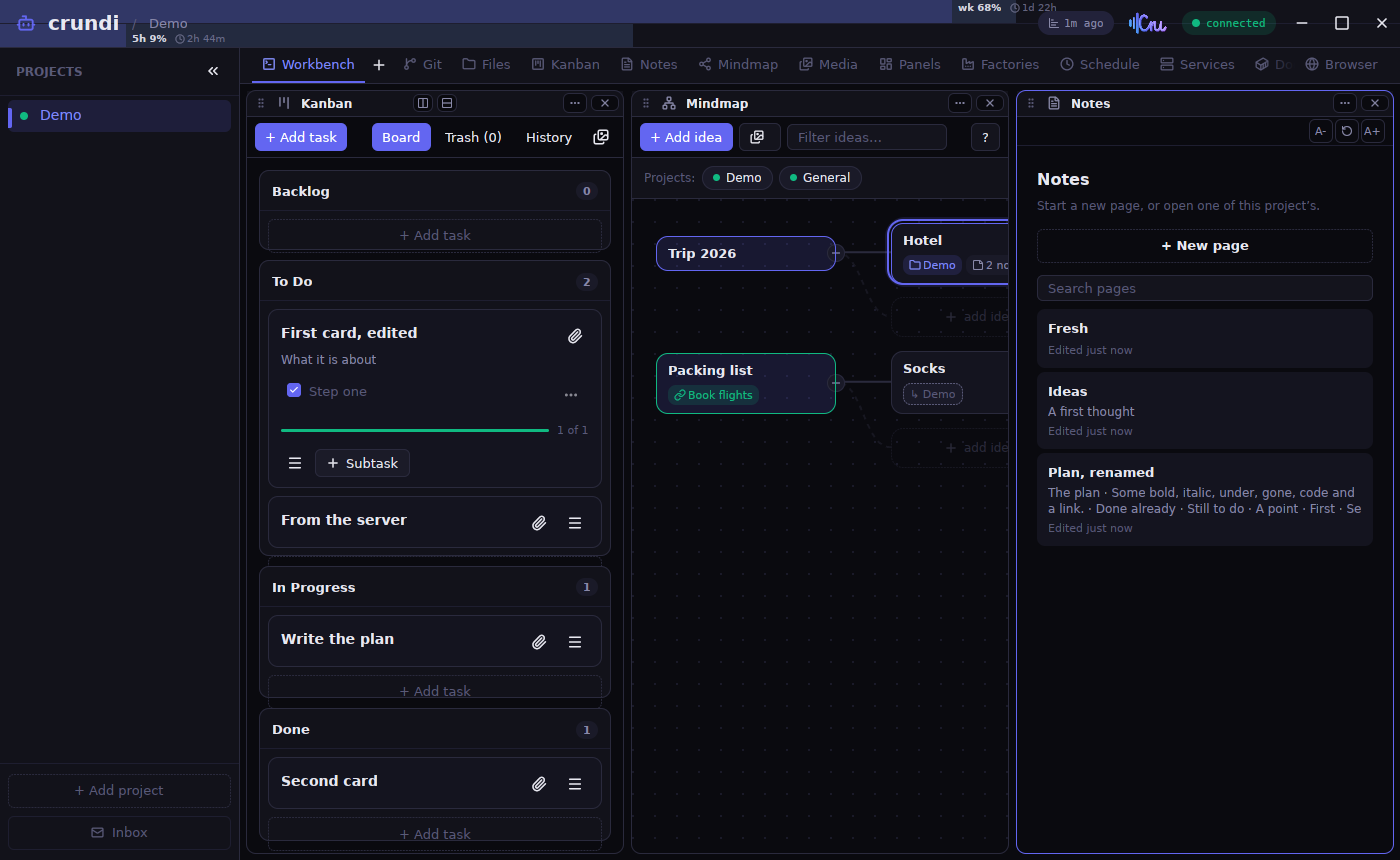 wk 68% 1d 22h
crundi / Demo
5h 9% 2h 44m
1m ago
Cru
connected
PROJECTS
Demo
+ Add project
Inbox
Workbench + Git Files Kanban Notes Mindmap Media Panels Factories Schedule Services Do Browser
Kanban
+ Add task Board Trash (0) History
Backlog 0
+ Add task
To Do 2
First card, edited
What it is about
Step one
1 of 1
+ Subtask
From the server
In Progress 1
Write the plan
+ Add task
Done 1
Second card
+ Add task
Mindmap
+ Add idea Filter ideas... ?
Projects: Demo General
Trip 2026
Hotel
Demo 2 no
+ add ide
Packing list
Book flights
Socks
↳ Demo
+ add ide
Notes
A- A+
Notes
Start a new page, or open one of this project's.
+ New page
Search pages
Fresh
Edited just now
Ideas
A first thought
Edited just now
Plan, renamed
The plan · Some bold, italic, under, gone, code and
a link. · Done already · Still to do · A point · First · Se
Edited just now